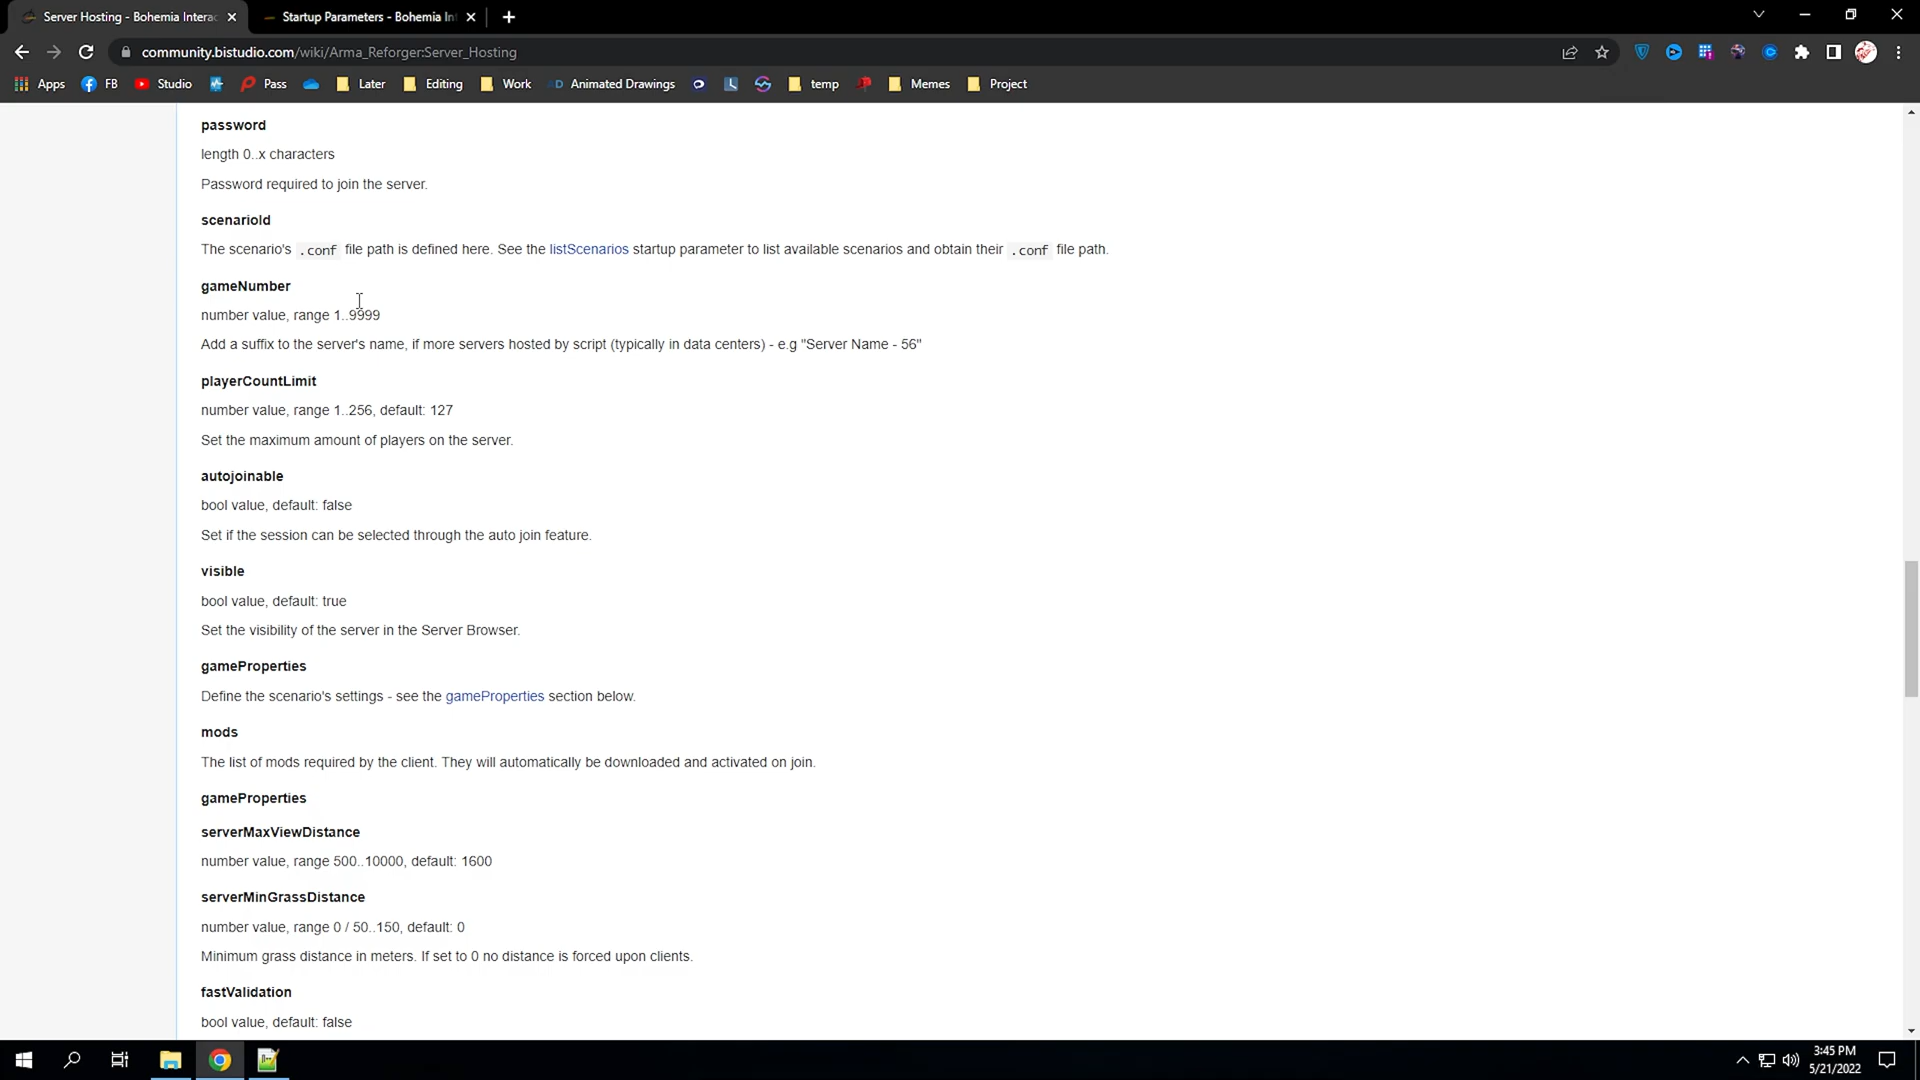 Server Hosting - Bohemia Interac
Startup Parameters - Bohemia Int
community.bistudio.com/wiki/Arma_Reforger:Server_Hosting
Apps FB Studio Pass Later Editing Work Animated Drawings temp Memes Project
password
length 0..x characters
Password required to join the server.
scenarioId
The scenario's .conf file path is defined here. See the listScenarios startup parameter to list available scenarios and obtain their .conf file path.
gameNumber
number value, range 1..9999
Add a suffix to the server's name, if more servers hosted by script (typically in data centers) - e.g "Server Name - 56"
playerCountLimit
number value, range 1..256, default: 127
Set the maximum amount of players on the server.
autojoinable
bool value, default: false
Set if the session can be selected through the auto join feature.
visible
bool value, default: true
Set the visibility of the server in the Server Browser.
gameProperties
Define the scenario's settings - see the gameProperties section below.
mods
The list of mods required by the client. They will automatically be downloaded and activated on join.
gameProperties
serverMaxViewDistance
number value, range 500..10000, default: 1600
serverMinGrassDistance
number value, range 0 / 50..150, default: 0
Minimum grass distance in meters. If set to 0 no distance is forced upon clients.
fastValidation
bool value, default: false
3:45 PM
5/21/2022